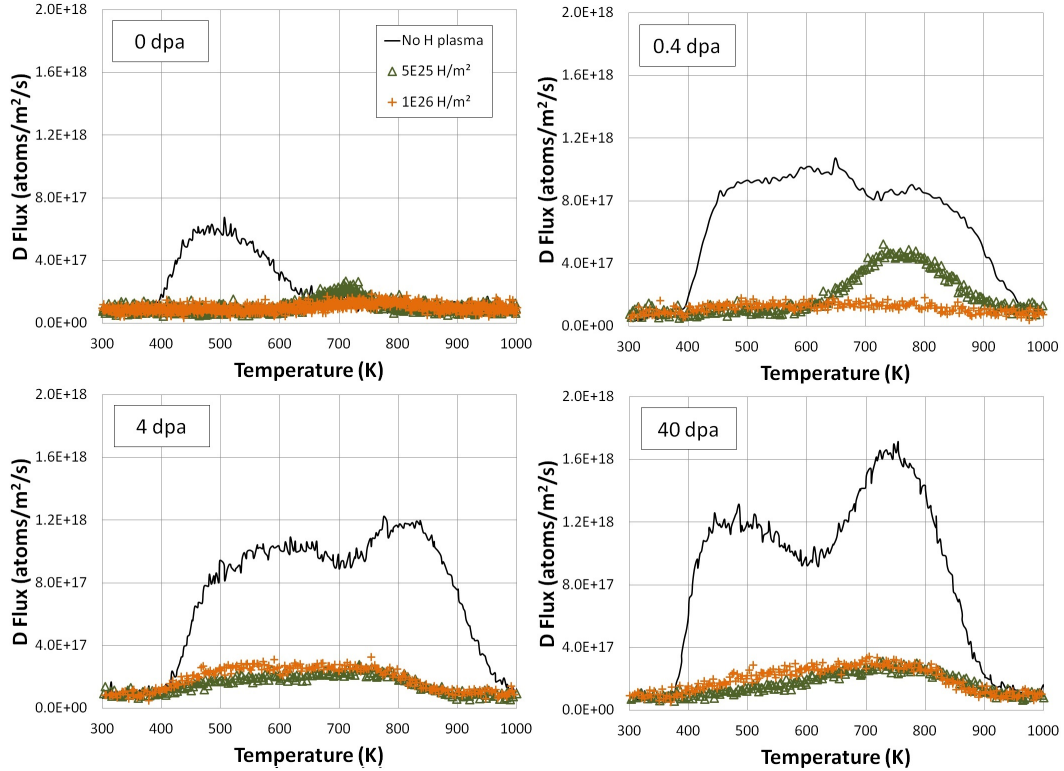 0 dpa
No H plasma
5E25 H/m²
1E26 H/m²
D Flux (atoms/m²/s)
2.0E+18
1.6E+18
1.2E+18
8.0E+17
4.0E+17
0.0E+00
300 400 500 600 700 800 900 1000
Temperature (K)
0.4 dpa
D Flux (atoms/m²/s)
2.0E+18
1.6E+18
1.2E+18
8.0E+17
4.0E+17
0.0E+00
300 400 500 600 700 800 900 1000
Temperature (K)
4 dpa
D Flux (atoms/m²/s)
2.0E+18
1.6E+18
1.2E+18
8.0E+17
4.0E+17
0.0E+00
300 400 500 600 700 800 900 1000
Temperature (K)
40 dpa
D Flux (atoms/m²/s)
2.0E+18
1.6E+18
1.2E+18
8.0E+17
4.0E+17
0.0E+00
300 400 500 600 700 800 900 1000
Temperature (K)